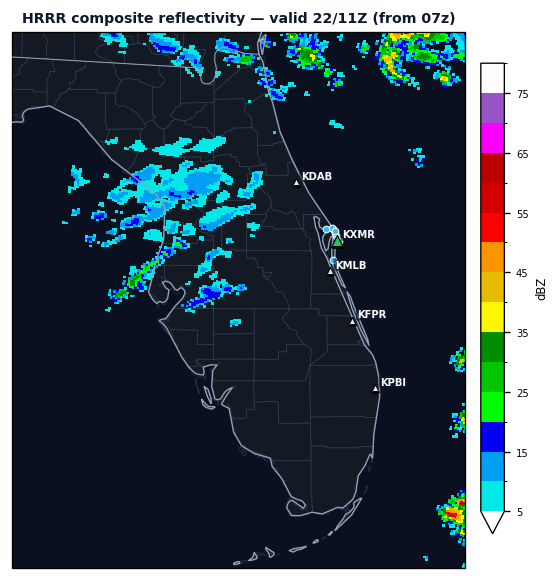 HRRR composite reflectivity — valid 22/11Z (from 07z)
KDAB
KXMR
KMLB
KFPR
KPBI
75
65
55
45
35
25
15
5
dBZ